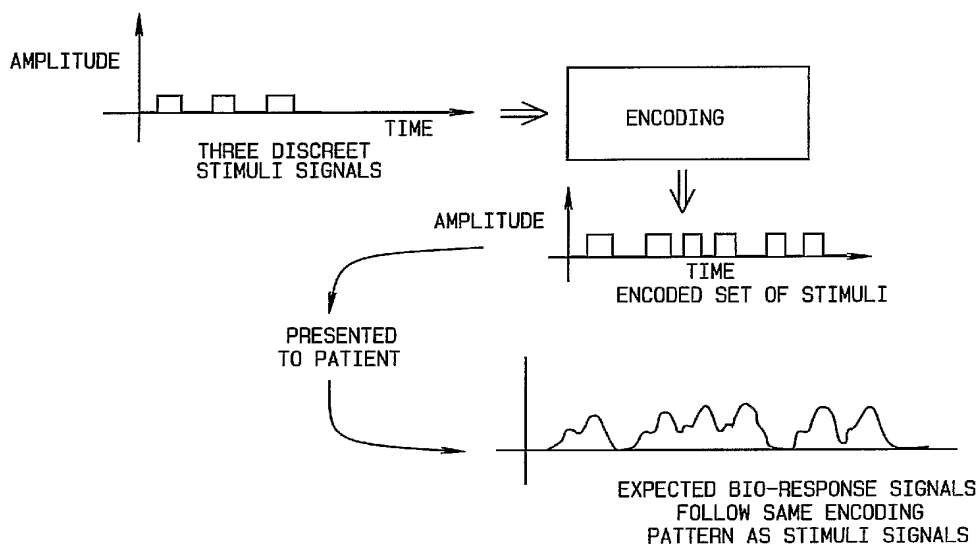 AMPLITUDE
TIME
THREE DISCREET
STIMULI SIGNALS
ENCODING
AMPLITUDE
TIME
ENCODED SET OF STIMULI
PRESENTED
TO PATIENT
EXPECTED BIO-RESPONSE SIGNALS
FOLLOW SAME ENCODING
PATTERN AS STIMULI SIGNALS